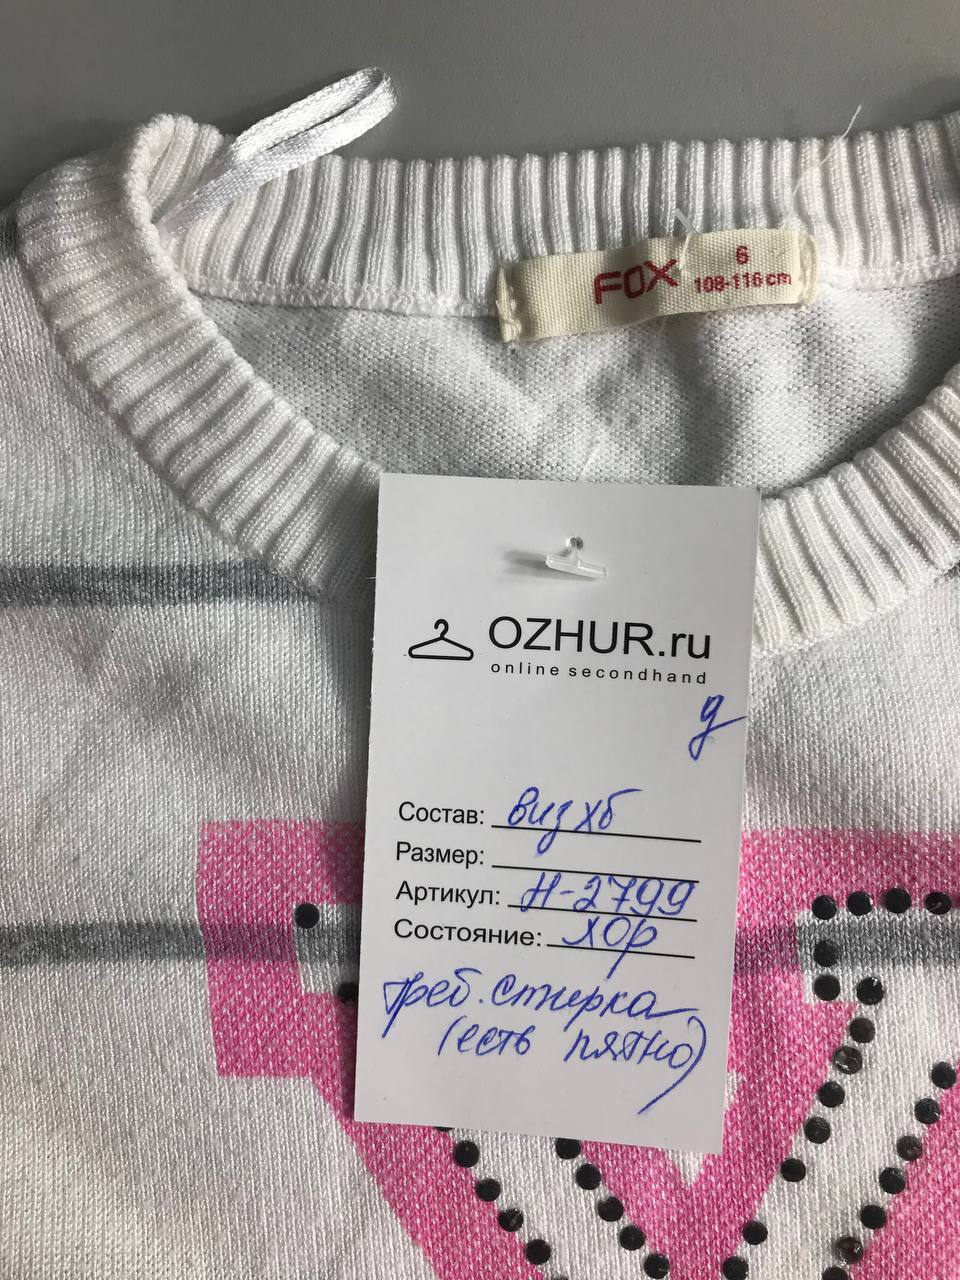 FOX
6
108-116 cm
OZHUR.ru
online secondhand
д
Состав: виз хб
Размер:
Артикул: Н-2799
Состояние: хор
треб. стирка
(есть пятно)